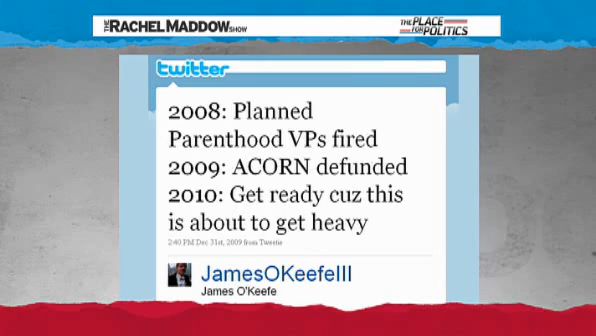 THE RACHEL MADDOW SHOW
THE PLACE FOR POLITICS
twitter
2008: Planned
Parenthood VPs fired
2009: ACORN defunded
2010: Get ready cuz this
is about to get heavy
2:40 PM Dec 31st, 2009 from Tweetie
JamesOKeefeIII
James O'Keefe